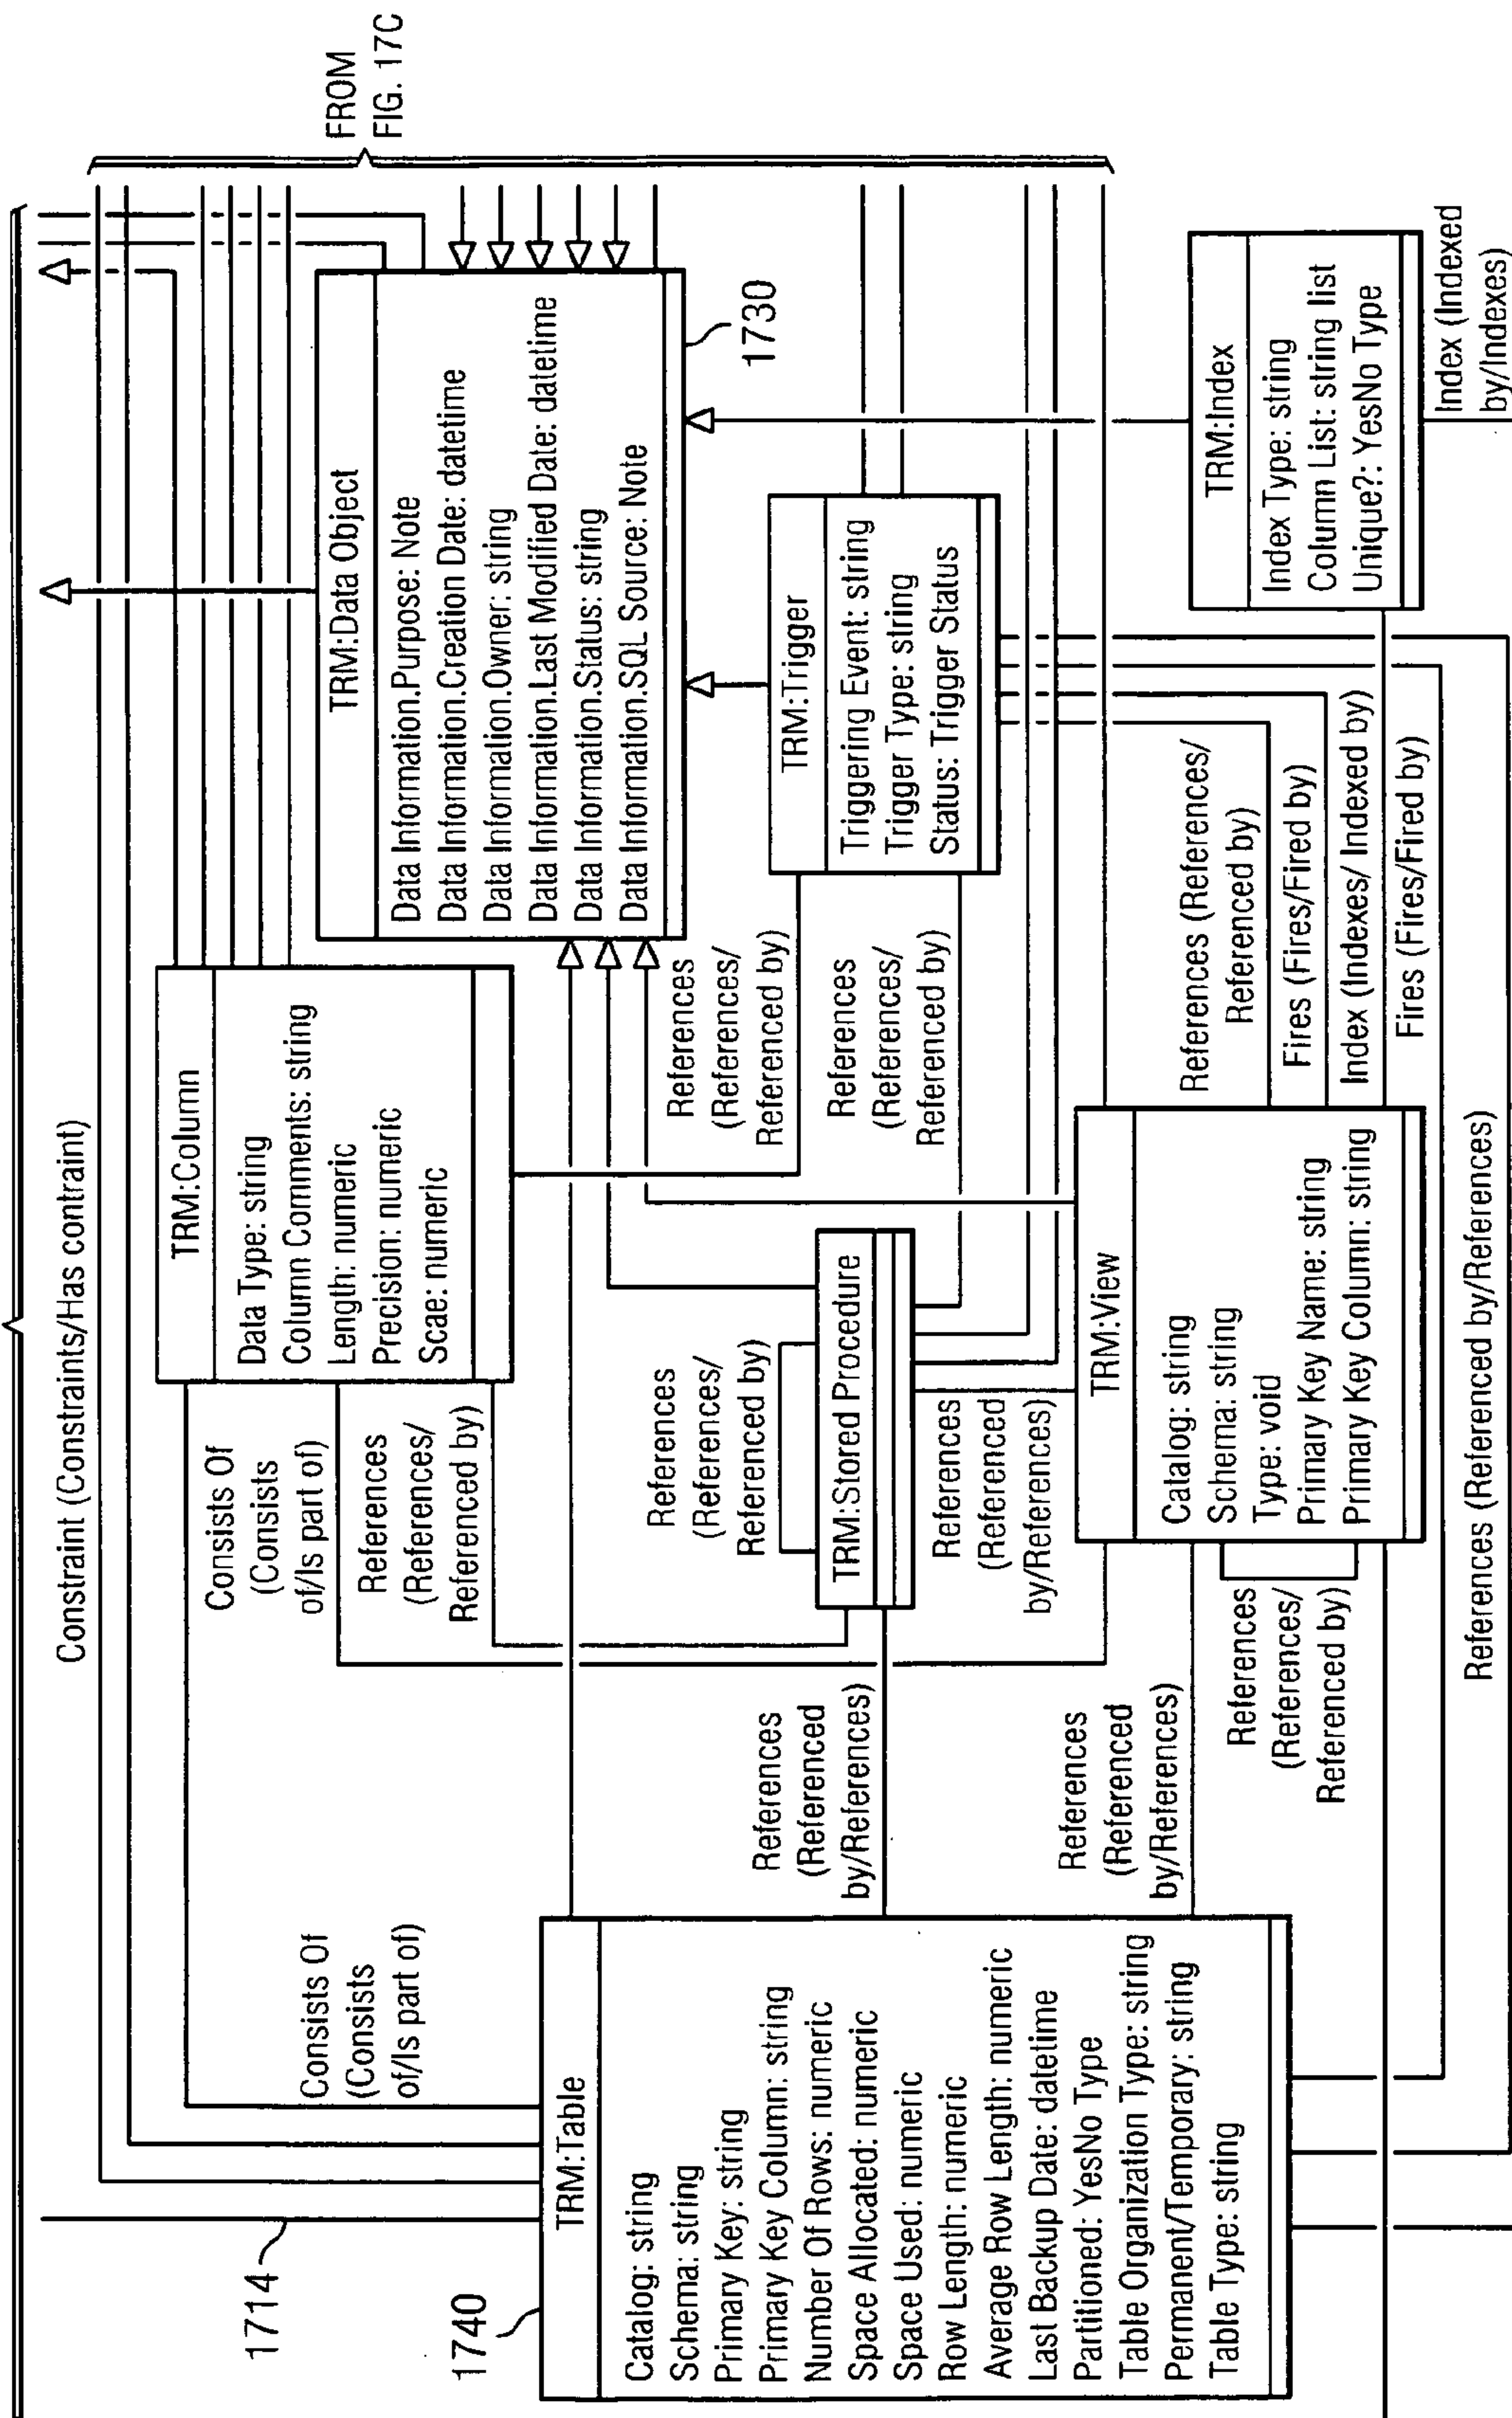 Constraint (Constraints/Has contraint)
FROM
FIG. 17C
1714
1740
TRM:Table
Catalog: string
Schema: string
Primary Key: string
Primary Key Column: string
Number Of Rows: numeric
Space Allocated: numeric
Space Used: numeric
Row Length: numeric
Average Row Length: numeric
Last Backup Date: datetime
Partitioned: YesNo Type
Table Organization Type: string
Permanent/Temporary: string
Table Type: string
Consists Of
(Consists
of/Is part of)
Consists Of
(Consists
of/Is part of)
References
(References/
Referenced by)
TRM:Column
Data Type: string
Column Comments: string
Length: numeric
Precision: numeric
Scae: numeric
TRM:Data Object
Data Information.Purpose: Note
Data Information.Creation Date: datetime
Data Information.Owner: string
Data Information.Last Modified Date: datetime
Data Information.Status: string
Data Information.SQL Source: Note
1730
References
(Referenced
by/References)
References
(References/
Referenced by)
TRM:Stored Procedure
References
(Referenced
by/References)
References
(References/
Referenced by)
References
(References/
Referenced by)
TRM:Trigger
Triggering Event: string
Trigger Type: string
Status: Trigger Status
References
(Referenced
by/References)
TRM:View
Catalog: string
Schema: string
Type: void
Primary Key Name: string
Primary Key Column: string
References
(References/
Referenced by)
References (References/
Referenced by)
Fires (Fires/Fired by)
Index (Indexes/ Indexed by)
Fires (Fires/Fired by)
References (Referenced by/References)
TRM:Index
Index Type: string
Column List: string list
Unique?: YesNo Type
Index (Indexed
by/Indexes)